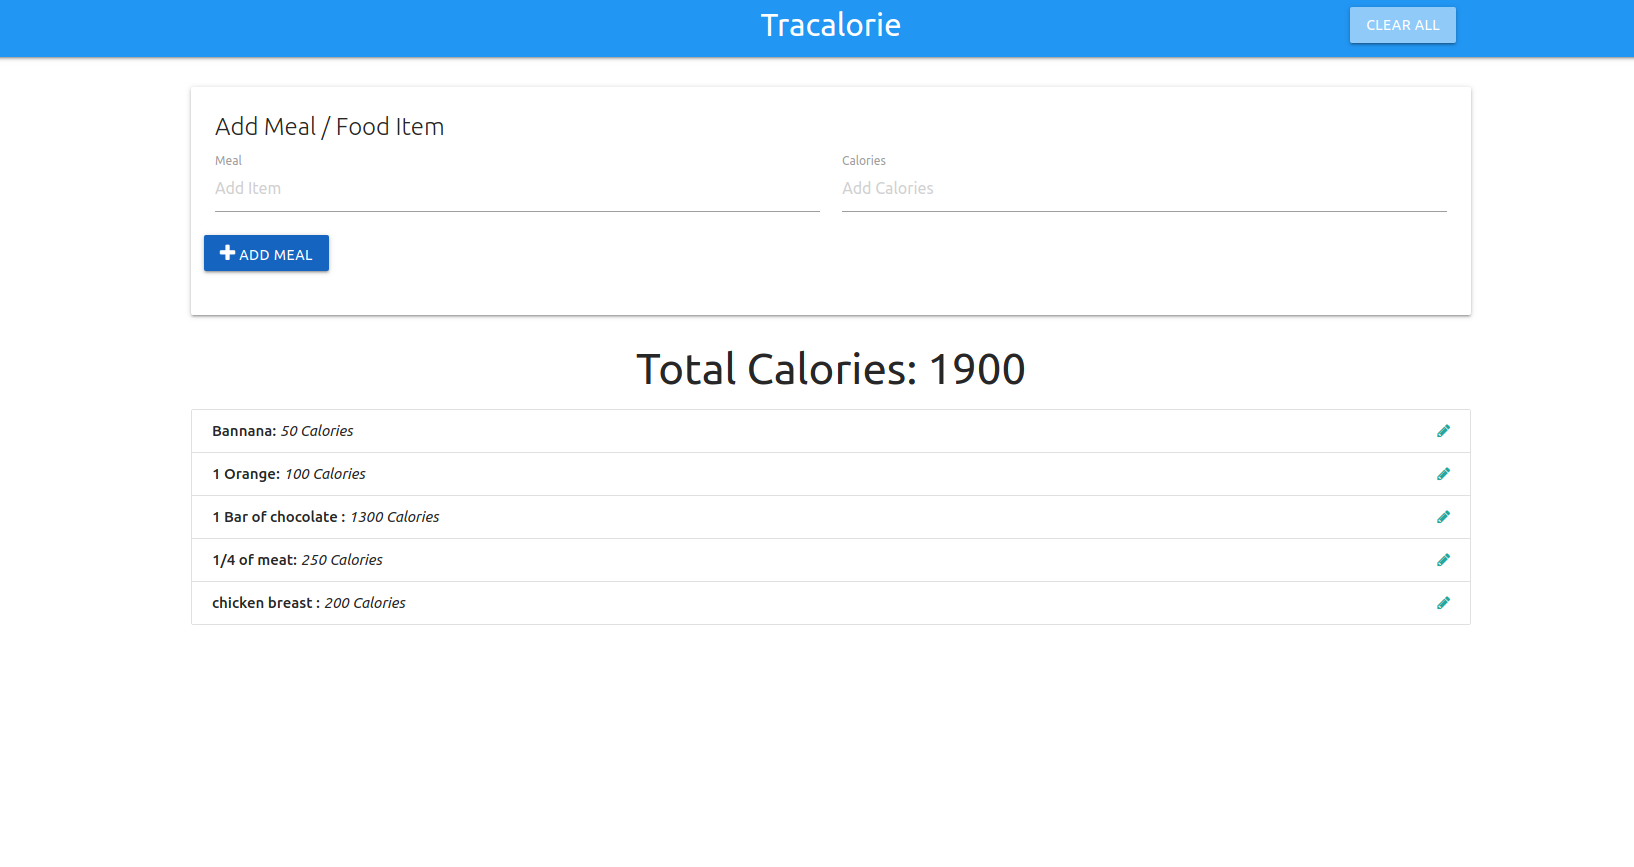 Tracalorie
CLEAR ALL
Add Meal / Food Item
Meal
Calories
Add Item
Add Calories
ADD MEAL
Total Calories: 1900
Bannana: 50 Calories
1 Orange: 100 Calories
1 Bar of chocolate : 1300 Calories
1/4 of meat: 250 Calories
chicken breast : 200 Calories